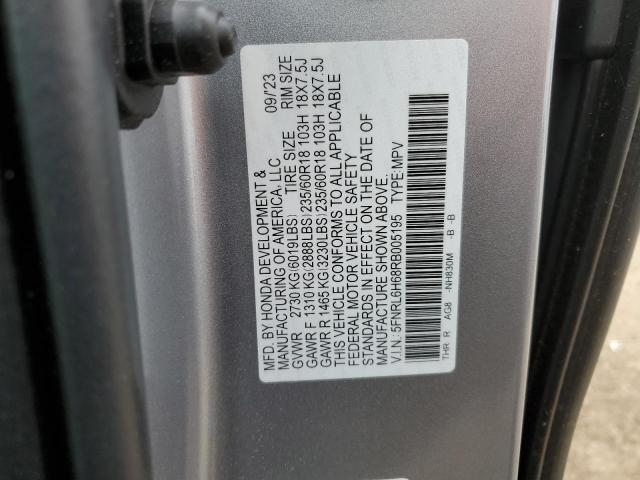 MFD. BY HONDA DEVELOPMENT &
MANUFACTURING OF AMERICA, LLC 09/'23
GVWR 2730 KG(6019LBS) TIRE SIZE RIM SIZE
GAWR F 1310 KG(2888LBS)235/60R18 103H 18X7.5J
GAWR R 1465 KG(3230LBS)235/60R18 103H 18X7.5J
THIS VEHICLE CONFORMS TO ALL APPLICABLE
FEDERAL MOTOR VEHICLE SAFETY
STANDARDS IN EFFECT ON THE DATE OF
MANUFACTURE SHOWN ABOVE.
V.I.N.:5FNRL6H68RB005195 TYPE:MPV
THR R AG8 -NH830M -B -B